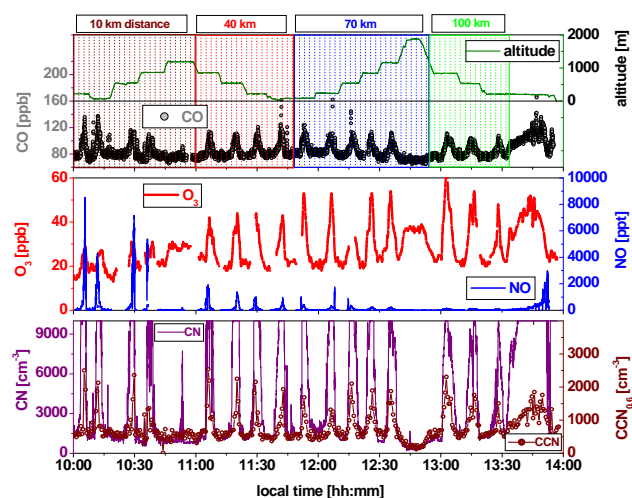 10 km distance 40 km 70 km 100 km
altitude
CO
CO [ppb]
200
160
120
80
altitude [m]
2000
1500
1000
500
0
O₃
O₃ [ppb]
60
40
20
0
NO
NO [ppt]
10000
8000
6000
4000
2000
0
CN
CN [cm⁻³]
9000
6000
3000
0
CCN
CCN₀.₆ [cm⁻³]
3000
2000
1000
0
10:00 10:30 11:00 11:30 12:00 12:30 13:00 13:30 14:00
local time [hh:mm]